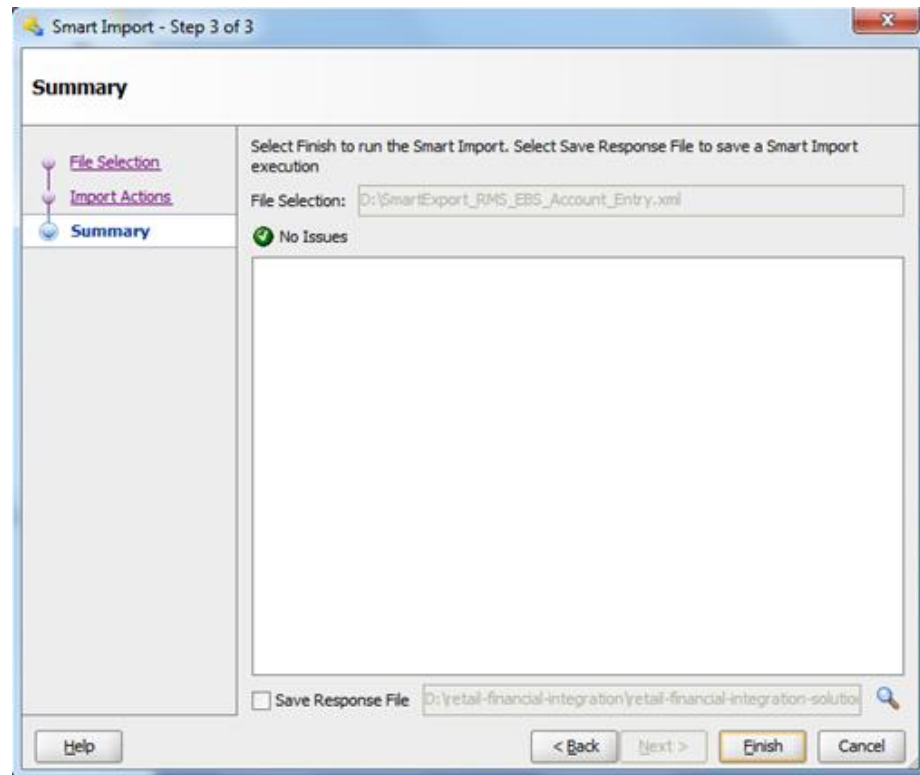 Smart Import - Step 3 of 3
Summary
File Selection
Import Actions
Summary
Select Finish to run the Smart Import. Select Save Response File to save a Smart Import
execution
File Selection: D:\SmartExport_RMS_EBS_Account_Entry.xml
No Issues
Save Response File D:\retail-financial-integration\retail-financial-integration-solutio
Help
< Back Next > Finish Cancel